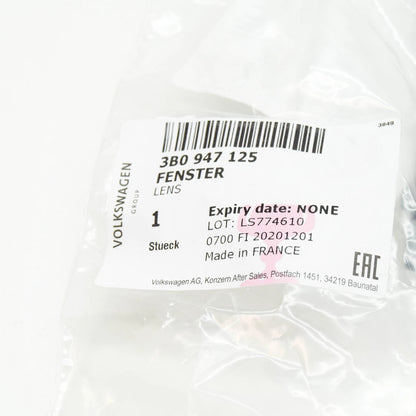 3849
3B0 947 125
FENSTER
LENS
VOLKSWAGEN
GROUP
1
Stueck
Expiry date: NONE
LOT: LS774610
0700 FI 20201201
Made in FRANCE
EAC
Volkswagen AG, Konzern After Sales, Postfach 1451, 34219 Baunatal